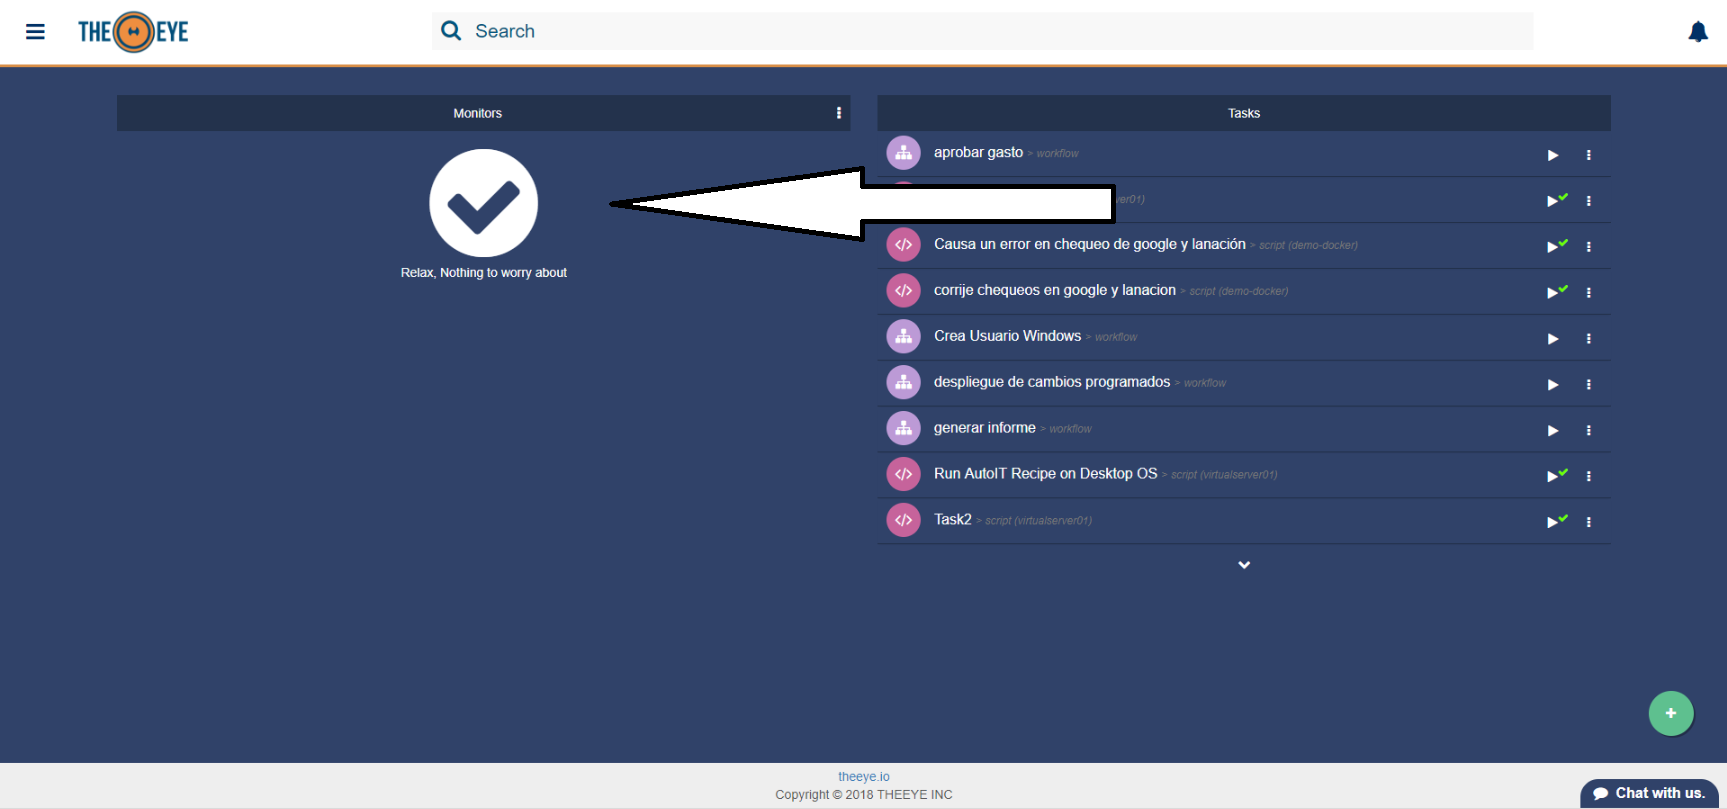 THE EYE
Search
Monitors
Relax, Nothing to worry about
Tasks
aprobar gasto > workflow
Causa un error en chequeo de google y lanación > script (demo-docker)
corrije chequeos en google y lanacion > script (demo-docker)
Crea Usuario Windows > workflow
despliegue de cambios programados > workflow
generar informe > workflow
Run AutoIT Recipe on Desktop OS > script (virtualserver01)
Task2 > script (virtualserver01)
theeye.io
Copyright © 2018 THEEYE INC
Chat with us.